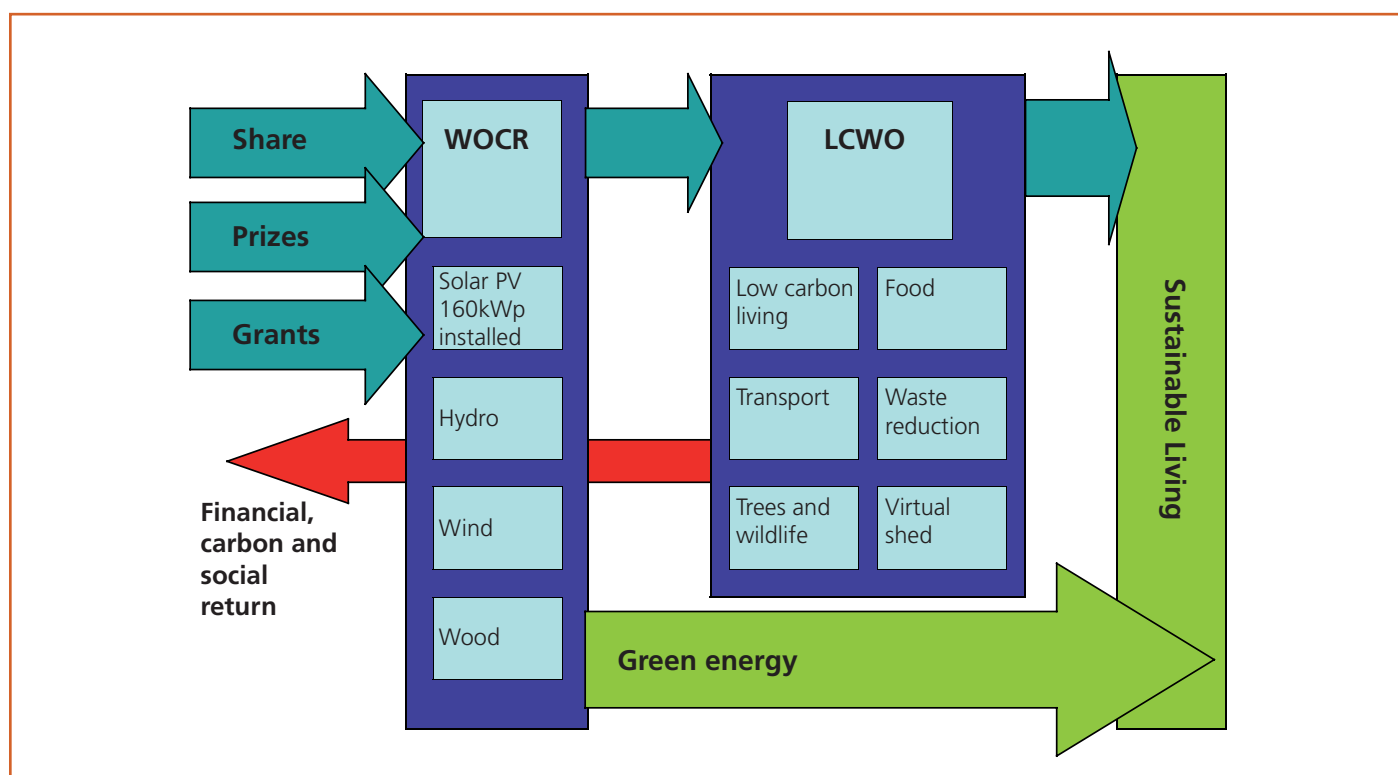 Share
Prizes
Grants
WOCR
Solar PV
160kWp
installed
Hydro
Wind
Wood
LCWO
Low carbon
living
Food
Transport
Waste
reduction
Trees and
wildlife
Virtual
shed
Sustainable Living
Financial,
carbon and
social
return
Green energy